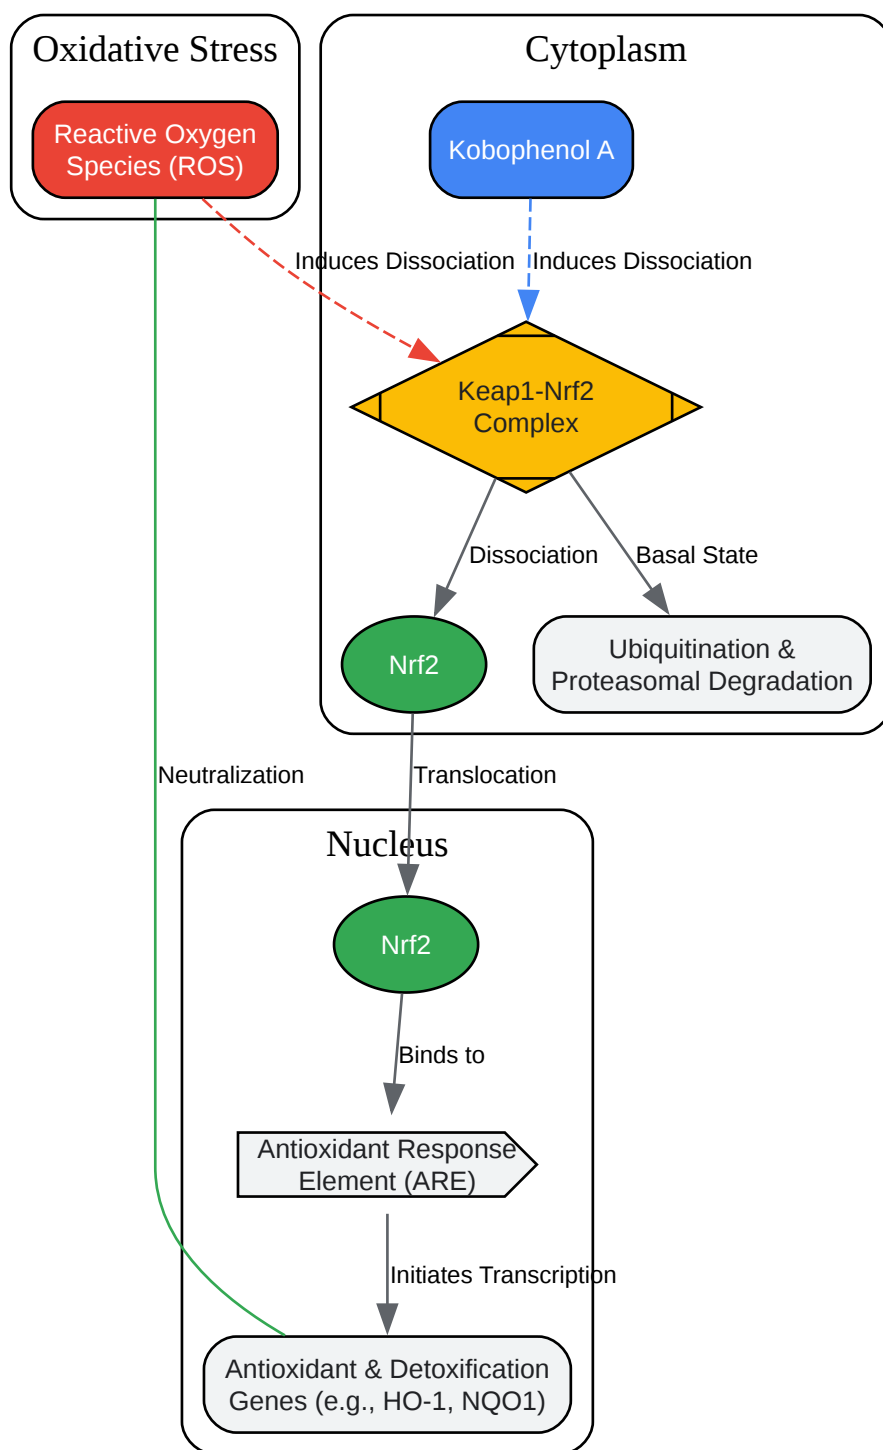 Oxidative Stress
Cytoplasm
Reactive Oxygen
Species (ROS)
Kobophenol A
Induces Dissociation
Induces Dissociation
Keap1-Nrf2
Complex
Dissociation
Basal State
Nrf2
Ubiquitination &
Proteasomal Degradation
Neutralization
Translocation
Nucleus
Nrf2
Binds to
Antioxidant Response
Element (ARE)
Initiates Transcription
Antioxidant & Detoxification
Genes (e.g., HO-1, NQO1)